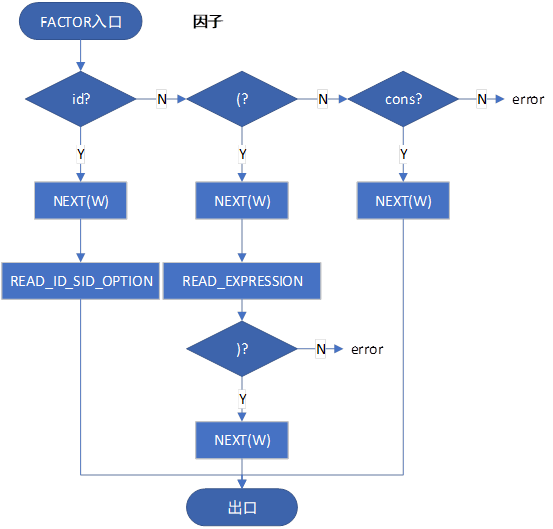 FACTOR入口
因子
id?
N
(?
N
cons?
N
error
Y
Y
Y
NEXT(W)
NEXT(W)
NEXT(W)
READ_ID_SID_OPTION
READ_EXPRESSION
)?
N
error
Y
NEXT(W)
出口